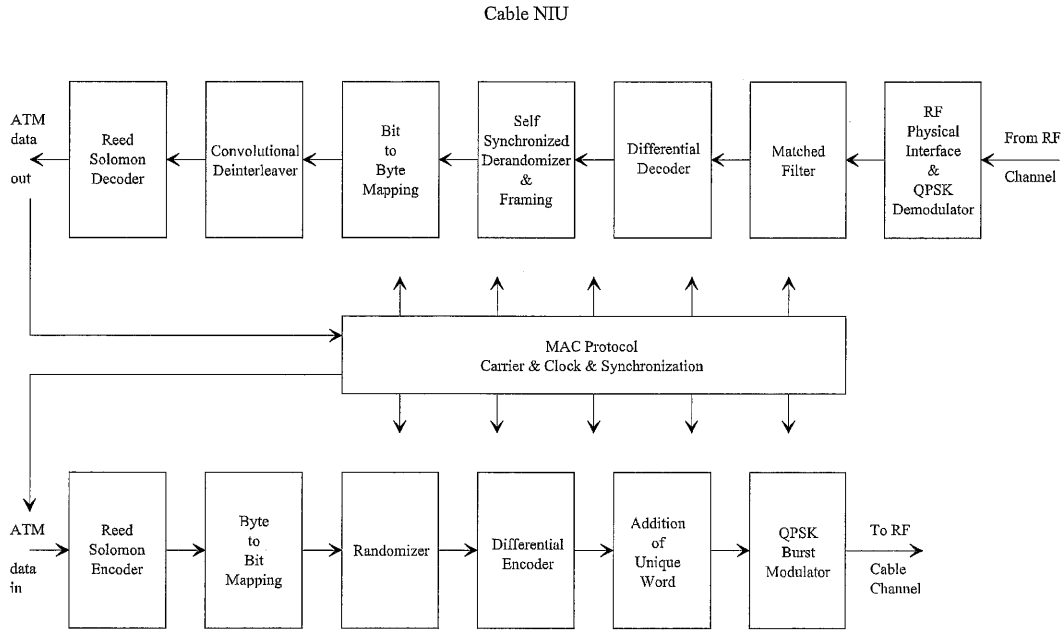 Cable NIU
ATM
data
out
Reed
Solomon
Decoder
Convolutional
Deinterleaver
Bit
to
Byte
Mapping
Self
Synchronized
Derandomizer
&
Framing
Differential
Decoder
Matched
Filter
RF
Physical
Interface
&
QPSK
Demodulator
From RF
Channel
MAC Protocol
Carrier & Clock & Synchronization
ATM
data
in
Reed
Solomon
Encoder
Byte
to
Bit
Mapping
Randomizer
Differential
Encoder
Addition
of
Unique
Word
QPSK
Burst
Modulator
To RF
Cable
Channel